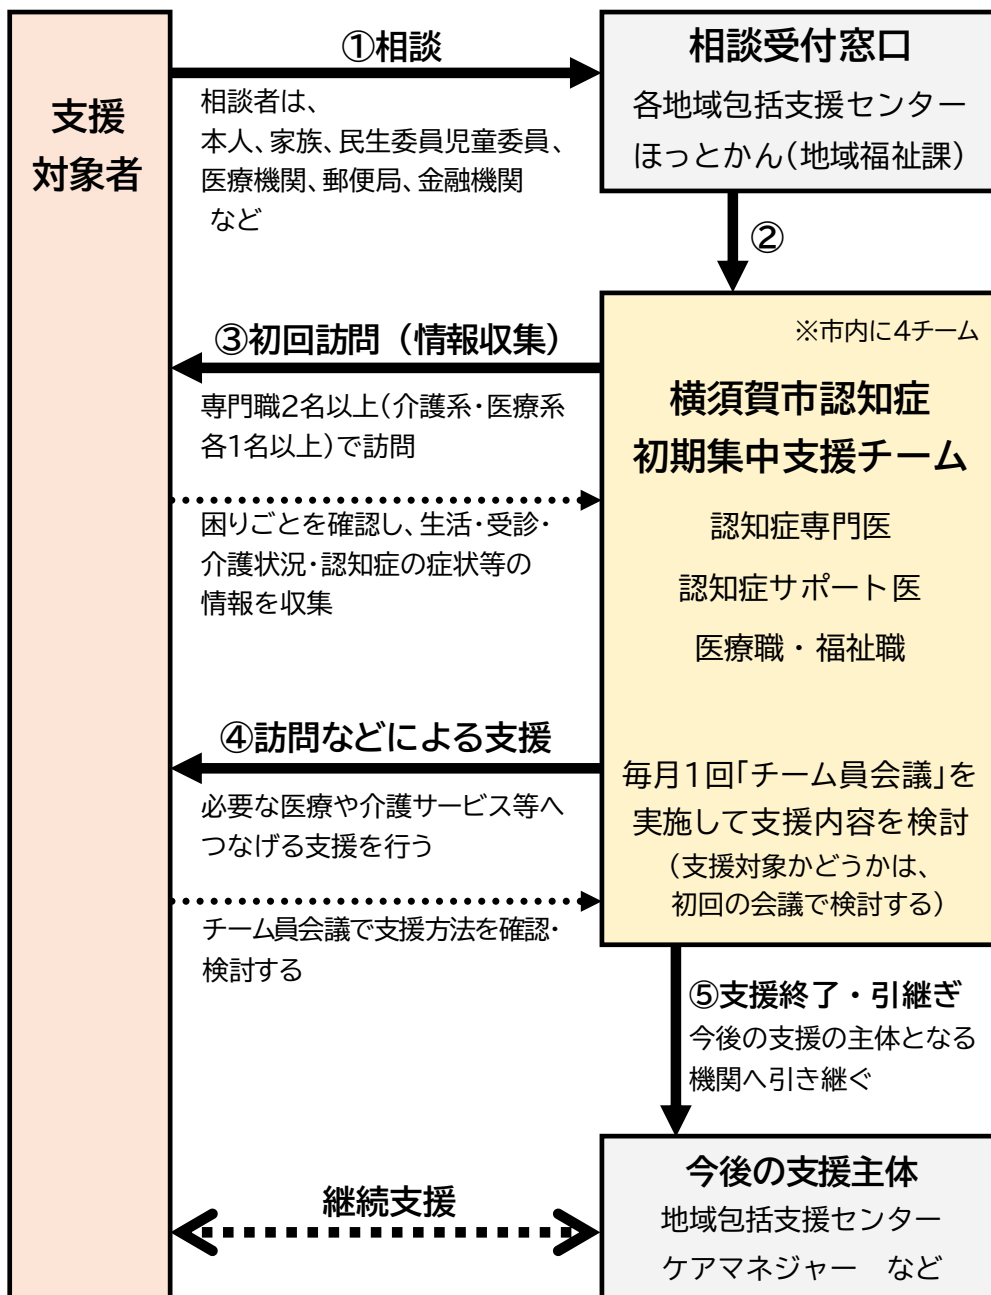 支援
対象者
①相談
相談者は、
本人、家族、民生委員児童委員、
医療機関、郵便局、金融機関
など
相談受付窓口
各地域包括支援センター
ほっとかん(地域福祉課)
②
③初回訪問（情報収集）
専門職2名以上(介護系・医療系
各1名以上)で訪問
困りごとを確認し、生活・受診・
介護状況・認知症の症状等の
情報を収集
※市内に4チーム
横須賀市認知症
初期集中支援チーム
認知症専門医
認知症サポート医
医療職・福祉職
毎月1回「チーム員会議」を
実施して支援内容を検討
(支援対象かどうかは、
初回の会議で検討する)
④訪問などによる支援
必要な医療や介護サービス等へ
つなげる支援を行う
チーム員会議で支援方法を確認・
検討する
⑤支援終了・引継ぎ
今後の支援の主体となる
機関へ引き継ぐ
継続支援
今後の支援主体
地域包括支援センター
ケアマネジャー　など